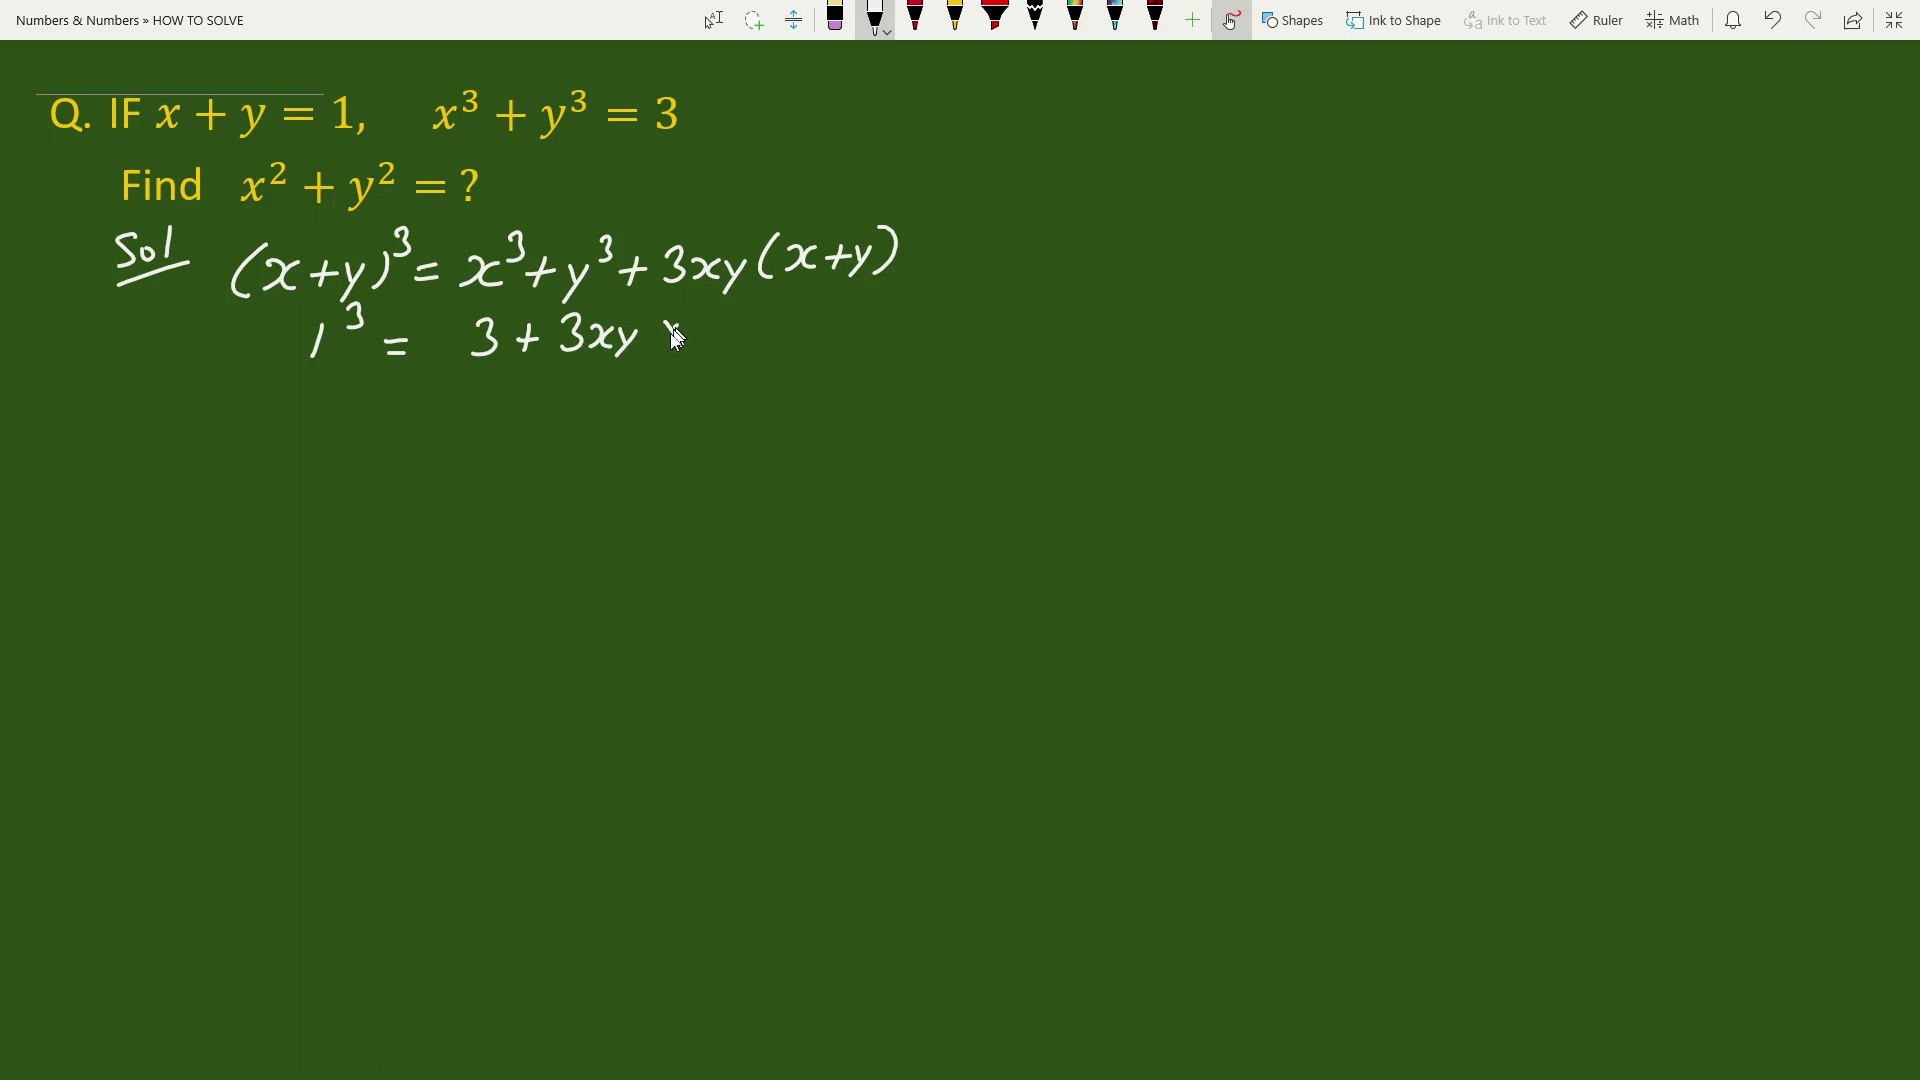 Numbers & Numbers » HOW TO SOLVE Shapes Ink to Shape Ink to Text Ruler Math
Q. IF x + y = 1, x³ + y³ = 3
Find x² + y² = ?
Sol (x+y)³ = x³ + y³ + 3xy(x+y)
1³ = 3 + 3xy